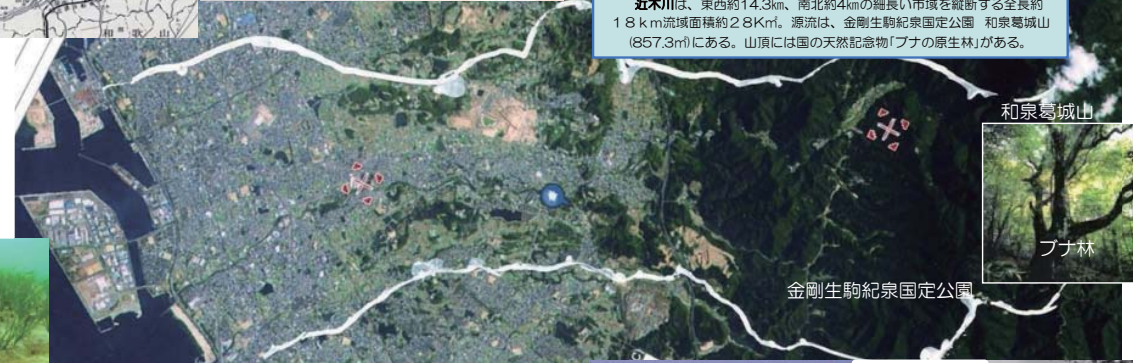 和歌山
近木川は、東西約14.3㎞、南北約4㎞の細長い市域を縦断する全長約
18km流域面積約28K㎡。源流は、金剛生駒紀泉国定公園　和泉葛城山
(857.3㎡)にある。山頂には国の天然記念物「ブナの原生林」がある。
和泉葛城山
ブナ林
金剛生駒紀泉国定公園